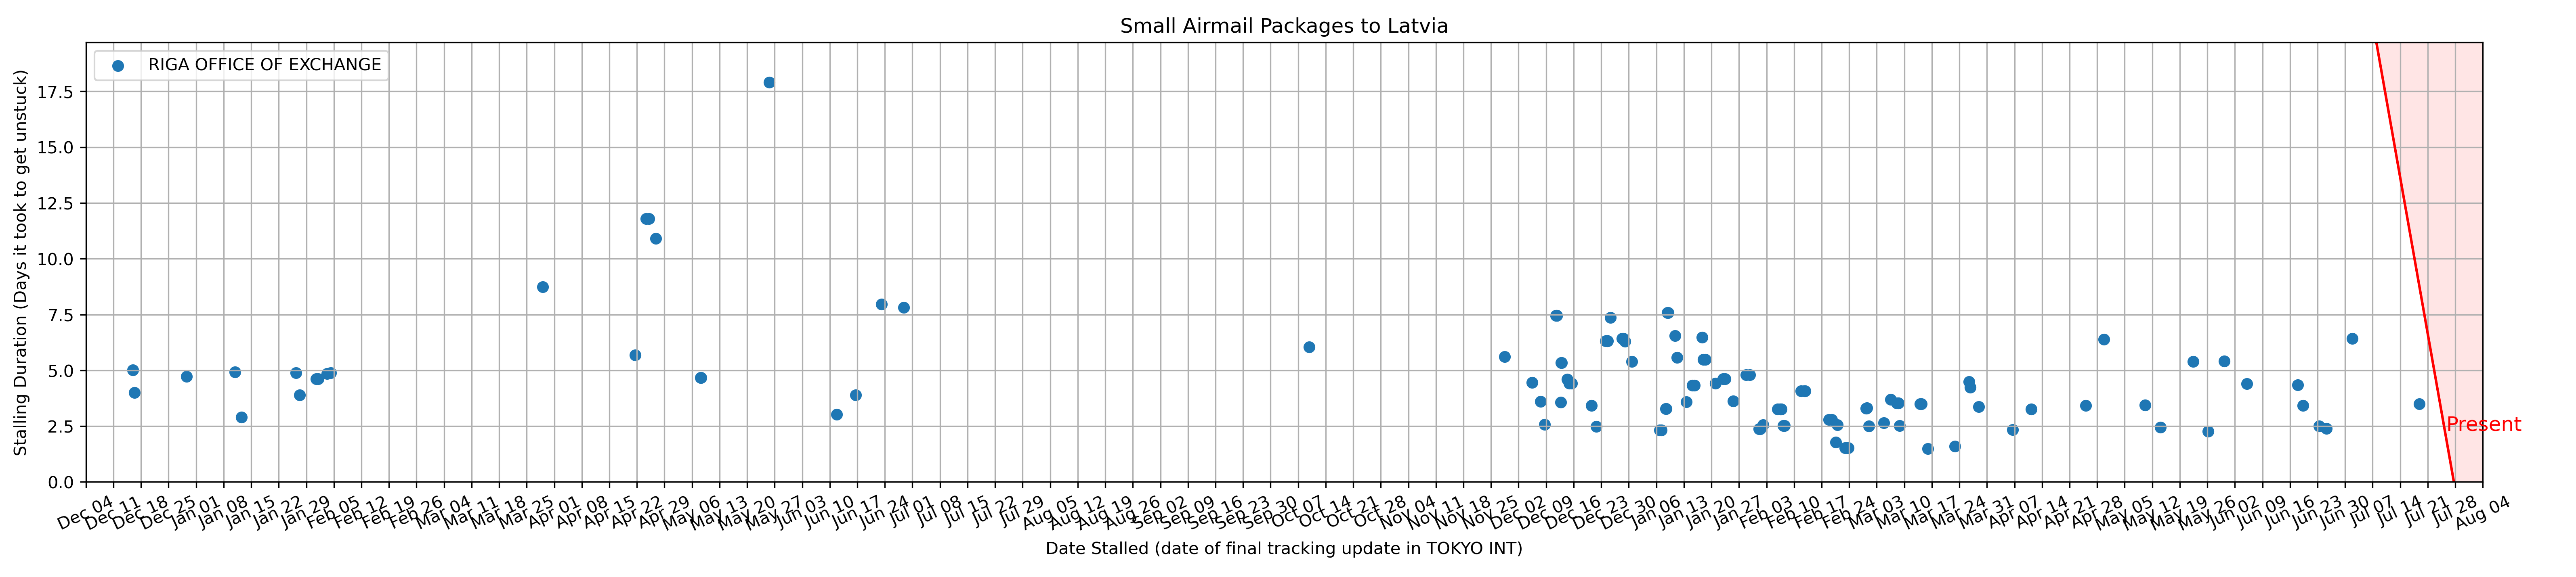 Small Airmail Packages to Latvia
RIGA OFFICE OF EXCHANGE
Stalling Duration (Days it took to get unstuck)
17.5
15.0
12.5
10.0
7.5
5.0
2.5
0.0
Present
Dec 04
Dec 11
Dec 18
Dec 25
Jan 01
Jan 08
Jan 15
Jan 22
Jan 29
Feb 05
Feb 12
Feb 19
Feb 26
Mar 04
Mar 11
Mar 18
Mar 25
Apr 01
Apr 08
Apr 15
Apr 22
Apr 29
May 06
May 13
May 20
May 27
Jun 03
Jun 10
Jun 17
Jun 24
Jul 01
Jul 08
Jul 15
Jul 22
Jul 29
Aug 05
Aug 12
Aug 19
Aug 26
Sep 02
Sep 09
Sep 16
Sep 23
Sep 30
Oct 07
Oct 14
Oct 21
Oct 28
Nov 04
Nov 11
Nov 18
Nov 25
Dec 02
Dec 09
Dec 16
Dec 23
Dec 30
Jan 06
Jan 13
Jan 20
Jan 27
Feb 03
Feb 10
Feb 17
Feb 24
Mar 03
Mar 10
Mar 17
Mar 24
Mar 31
Apr 07
Apr 14
Apr 21
Apr 28
May 05
May 12
May 19
May 26
Jun 02
Jun 09
Jun 16
Jun 23
Jun 30
Jul 07
Jul 14
Jul 21
Jul 28
Aug 04
Date Stalled (date of final tracking update in TOKYO INT)